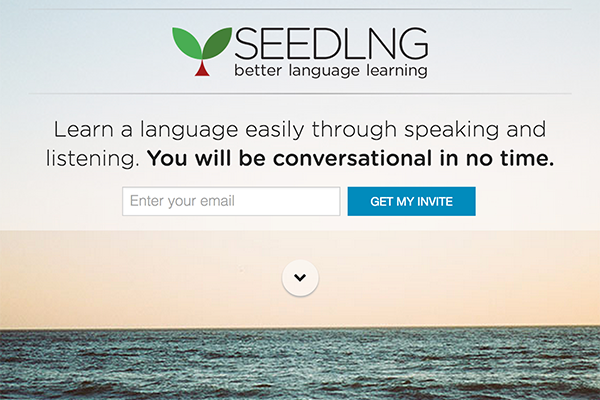 SEEDLNG
better language learning
Learn a language easily through speaking and
listening. You will be conversational in no time.
Enter your email
GET MY INVITE